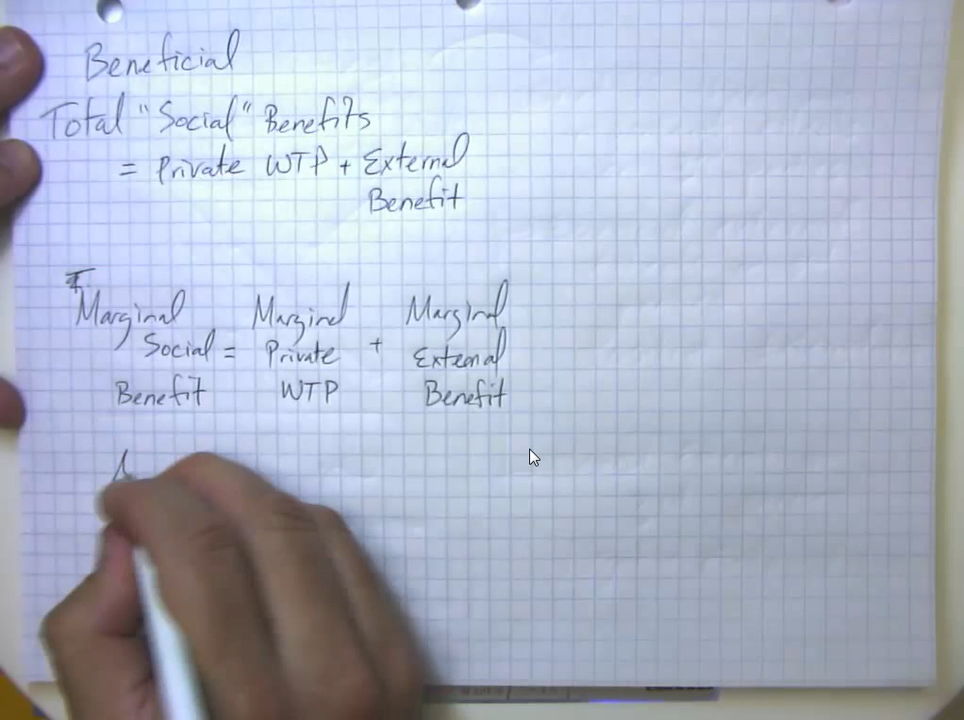 Beneficial
Total "Social" Benefits
= Private WTP + External
Benefit
Marginal Marginal Marginal
Social = Private + External
Benefit WTP Benefit